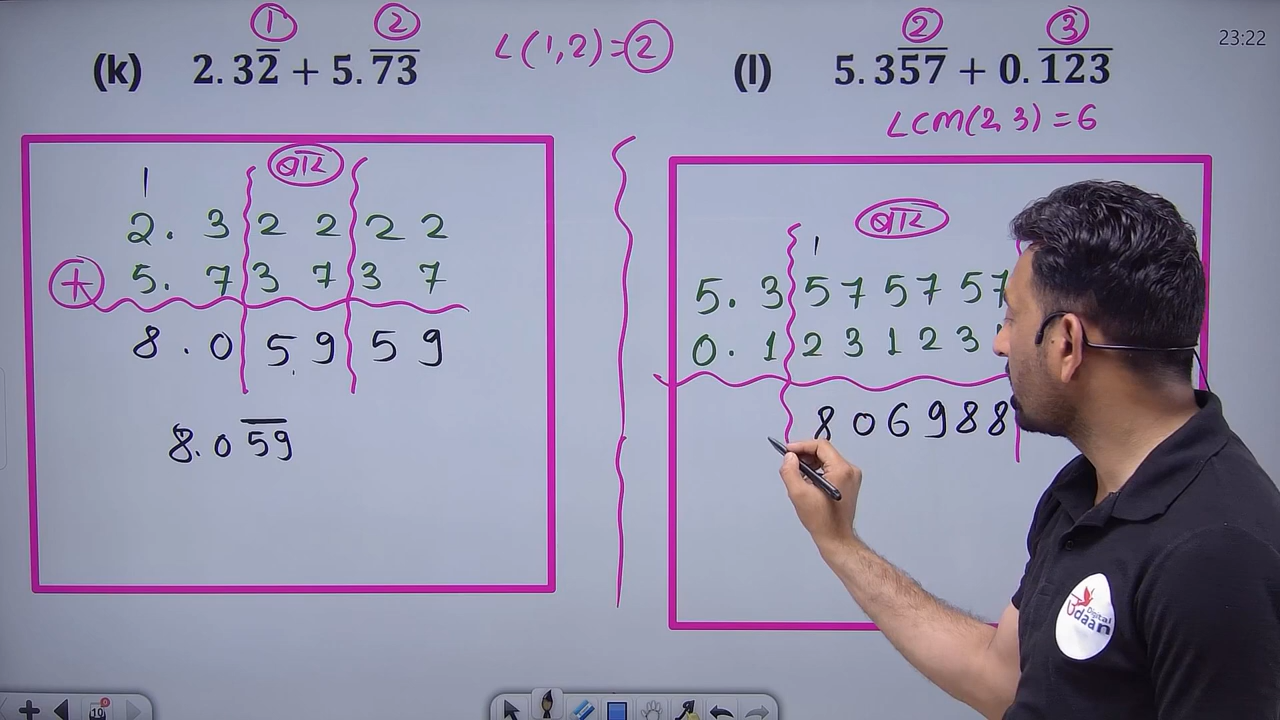 ① ②
(k) 2.32̅ + 5.7̅3̅
L(1,2)=②
② ③
(l) 5.35̅7̅ + 0.1̅2̅3̅
LCM(2,3)=6
23:22
बार
1
2. 3 2 2 2 2
+ 5. 7 3 7 3 7
8 . 0 5 9 5 9
8.05̅9̅
बार
1
5. 3 5 7 5 7 5 7
0. 1 2 3 1 2 3
8 0 6 9 8 8
Digital
Udaan
19